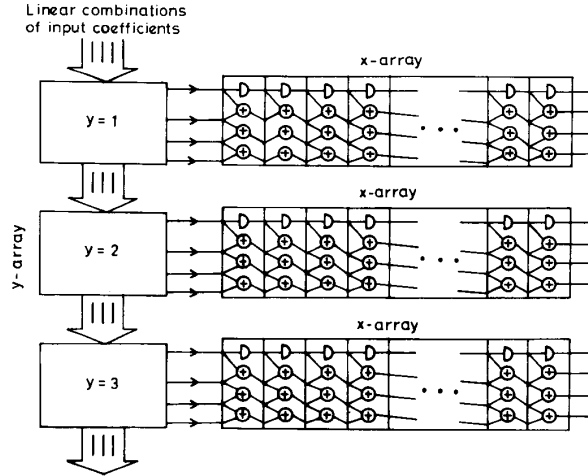 Linear combinations
of input coefficients
x-array
y = 1
x-array
y = 2
y-array
x-array
y = 3